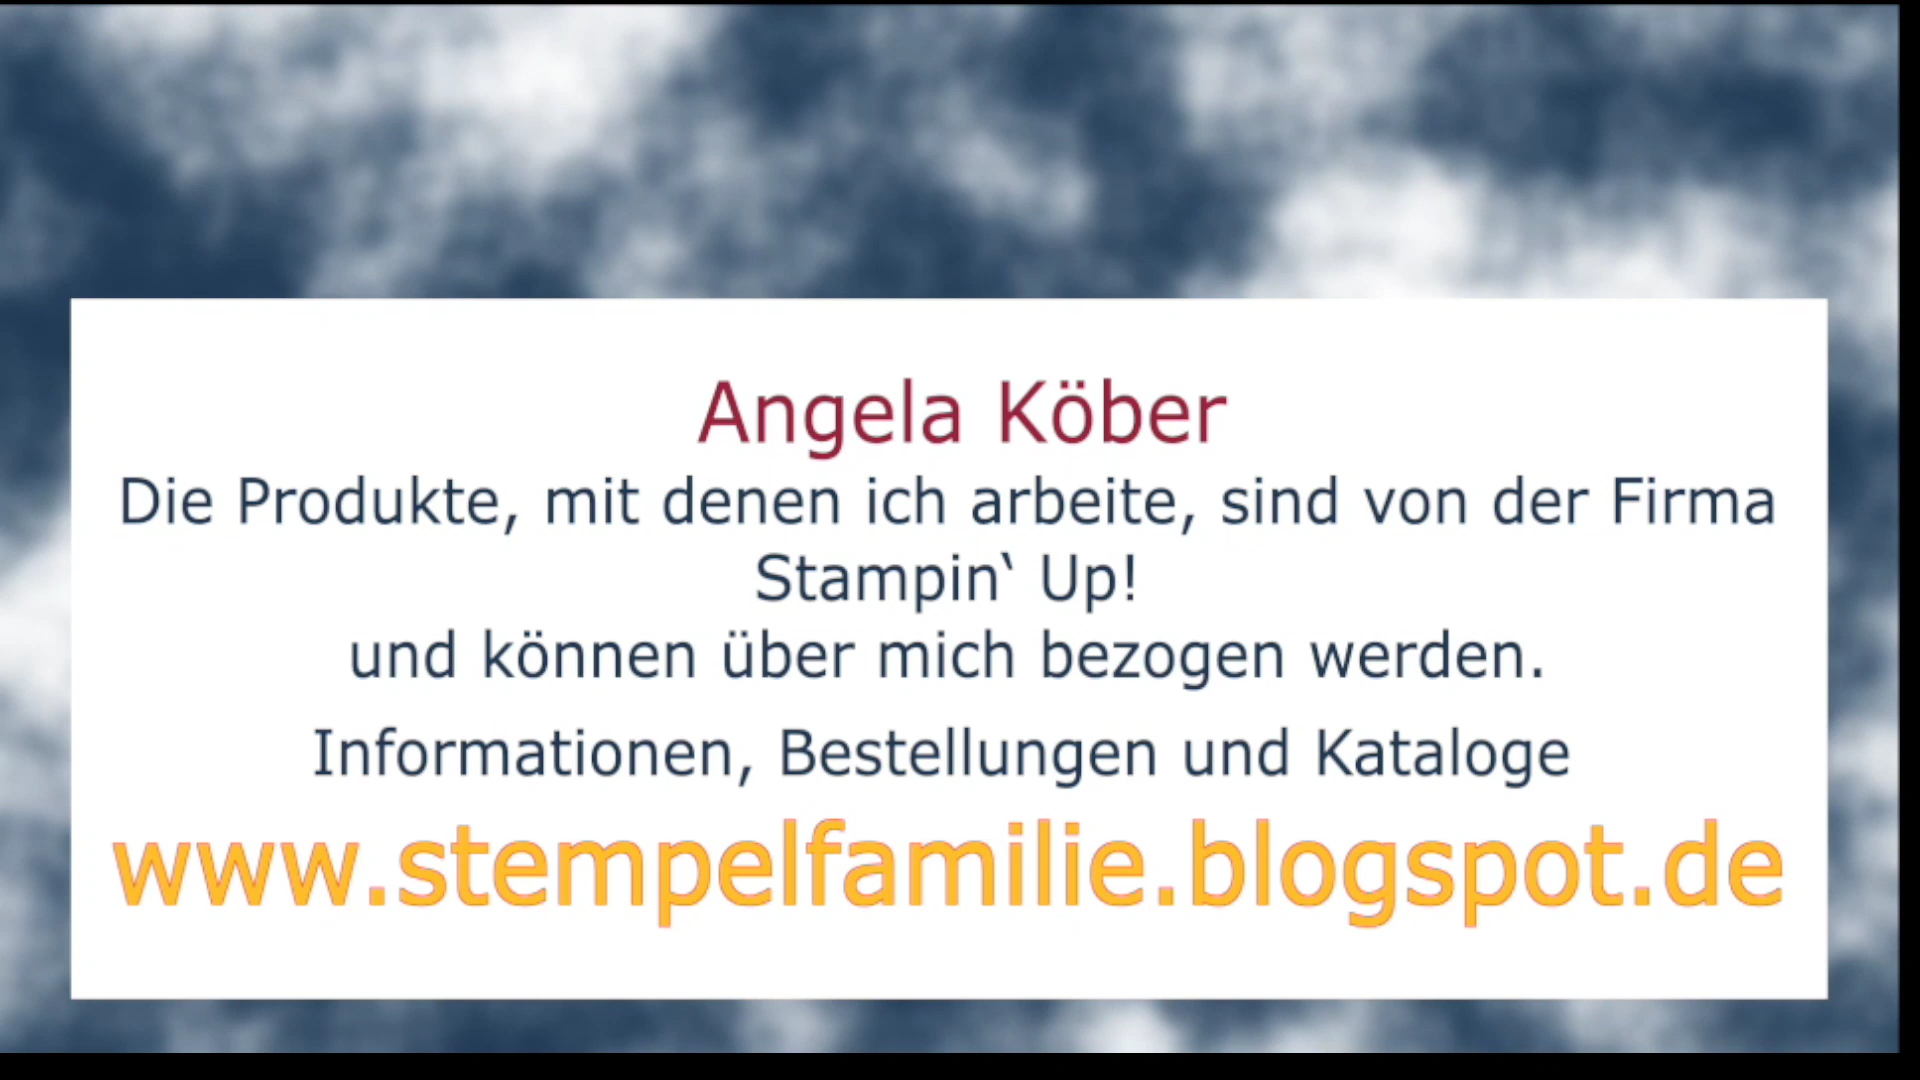 Angela Köber
Die Produkte, mit denen ich arbeite, sind von der Firma
Stampin‘ Up!
und können über mich bezogen werden.
Informationen, Bestellungen und Kataloge
www.stempelfamilie.blogspot.de